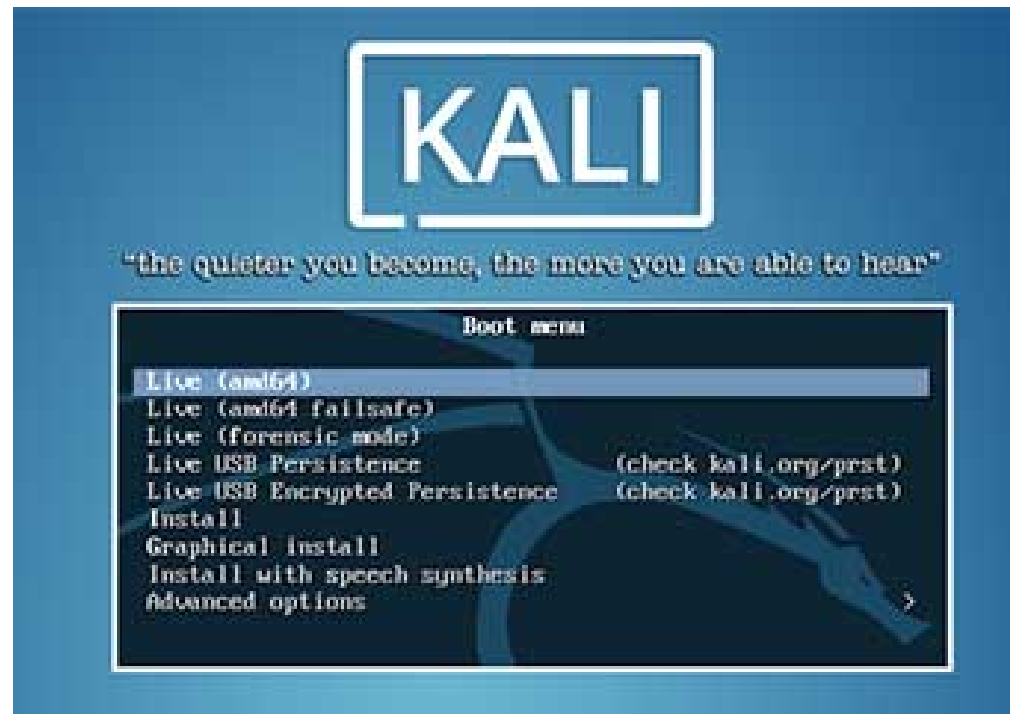 KALI
"the quieter you become, the more you are able to hear"
Boot menu
Live (amd64)
Live (amd64 failsafe)
Live (forensic mode)
Live USB Persistence (check kali.org/prst)
Live USB Encrypted Persistence (check kali.org/prst)
Install
Graphical install
Install with speech synthesis
Advanced options >